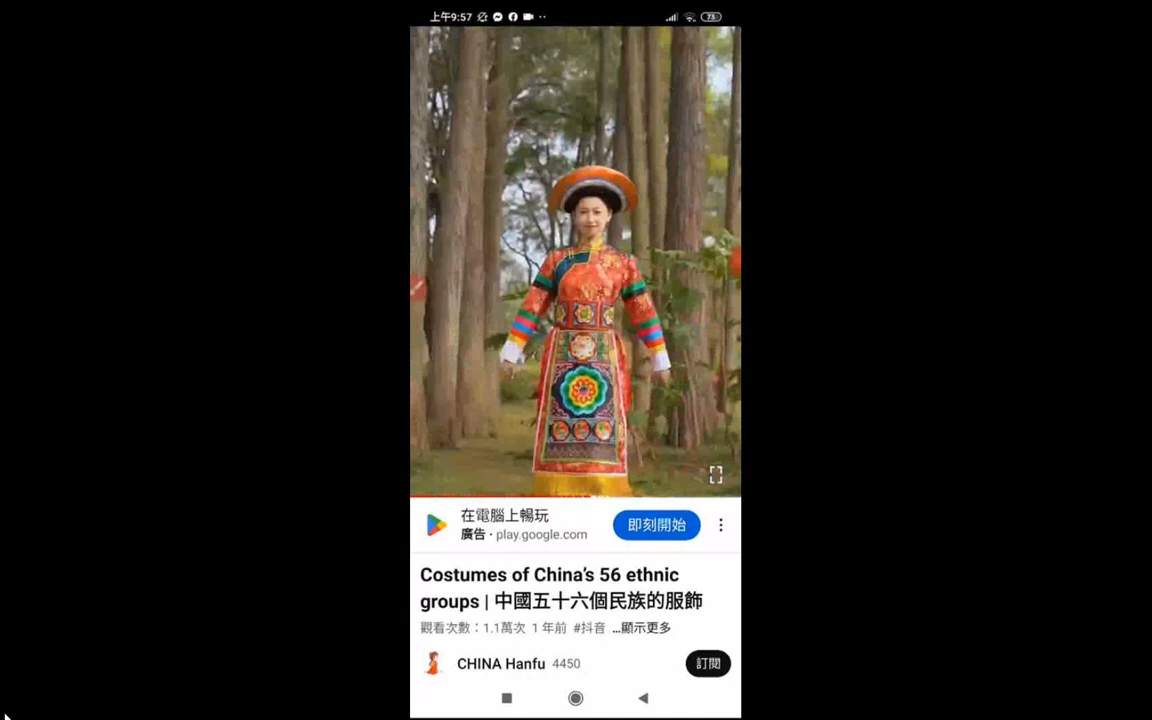 上午9:57
73
在電腦上暢玩
廣告 · play.google.com
即刻開始
Costumes of China's 56 ethnic
groups | 中國五十六個民族的服飾
觀看次數：1.1萬次 1 年前 #抖音 ...顯示更多
CHINA Hanfu 4450
訂閱